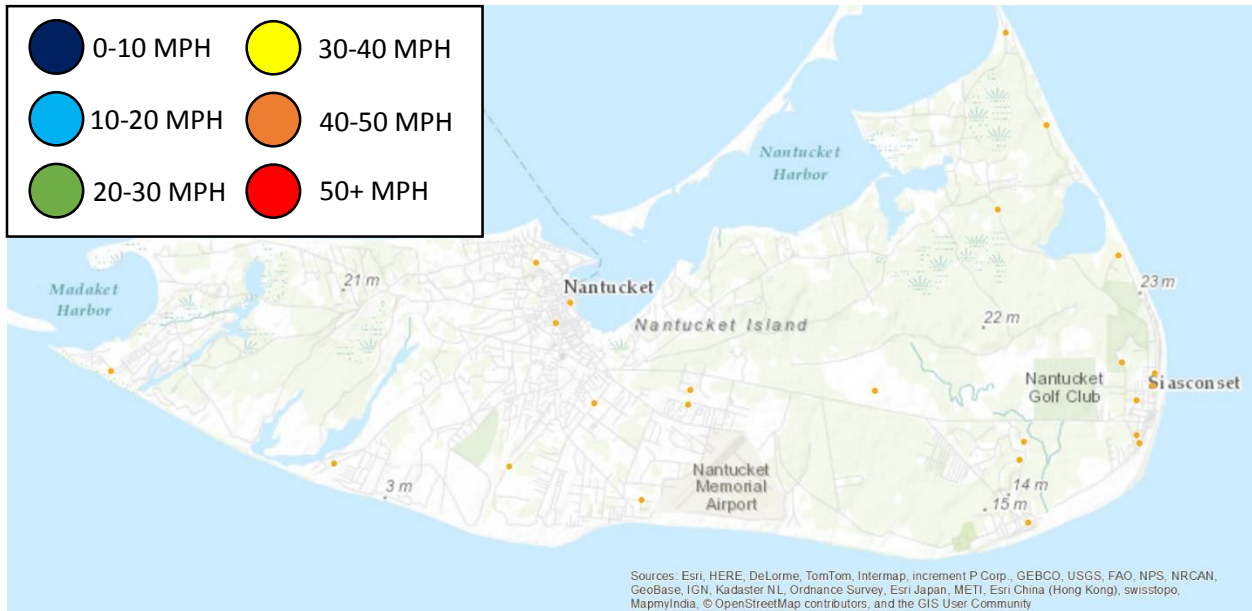 0-10 MPH
30-40 MPH
10-20 MPH
40-50 MPH
20-30 MPH
50+ MPH
Nantucket
Harbor
Madaket
Harbor
21 m
Nantucket
Nantucket Island
23 m
22 m
Nantucket
Golf Club
Siasconset
Nantucket
Memorial
Airport
3 m
14 m
15 m
Sources: Esri, HERE, DeLorme, TomTom, Intermap, increment P Corp., GEBCO, USGS, FAO, NPS, NRCAN,
GeoBase, IGN, Kadaster NL, Ordnance Survey, Esri Japan, METI, Esri China (Hong Kong), swisstopo,
MapmyIndia, © OpenStreetMap contributors, and the GIS User Community